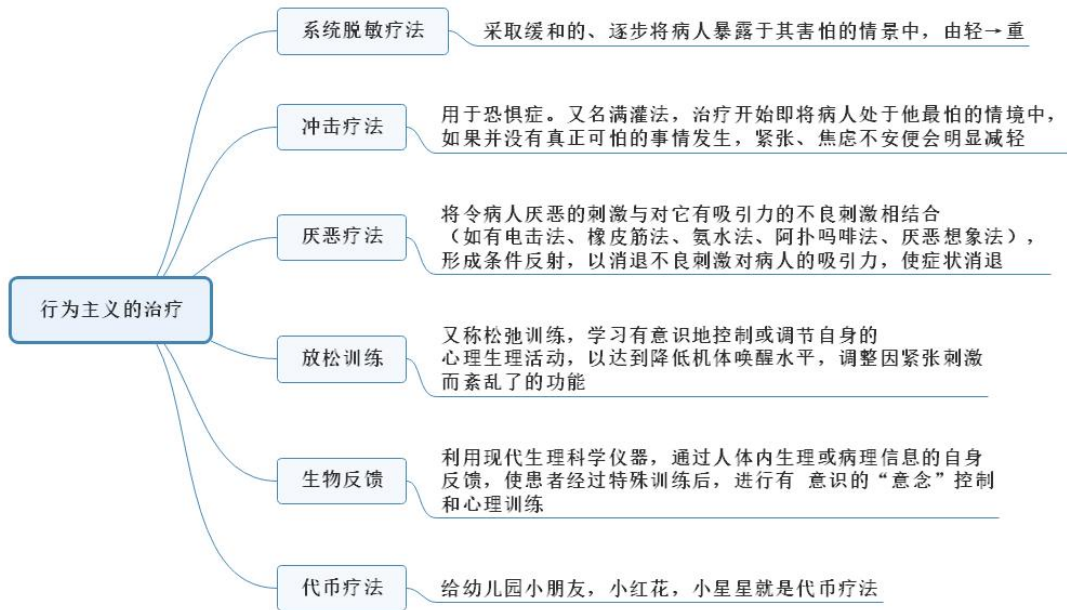 系统脱敏疗法
采取缓和的、逐步将病人暴露于其害怕的情景中，由轻→重
冲击疗法
用于恐惧症。又名满灌法，治疗开始即将病人处于他最怕的情境中，
如果并没有真正可怕的事情发生，紧张、焦虑不安便会明显减轻
厌恶疗法
将令病人厌恶的刺激与对它有吸引力的不良刺激相结合
（如有电击法、橡皮筋法、氨水法、阿扑吗啡法、厌恶想象法），
形成条件反射，以消退不良刺激对病人的吸引力，使症状消退
行为主义的治疗
放松训练
又称松弛训练，学习有意识地控制或调节自身的
心理生理活动，以达到降低机体唤醒水平，调整因紧张刺激
而紊乱了的功能
生物反馈
利用现代生理科学仪器，通过人体内生理或病理信息的自身
反馈，使患者经过特殊训练后，进行有 意识的“意念”控制
和心理训练
代币疗法
给幼儿园小朋友，小红花，小星星就是代币疗法